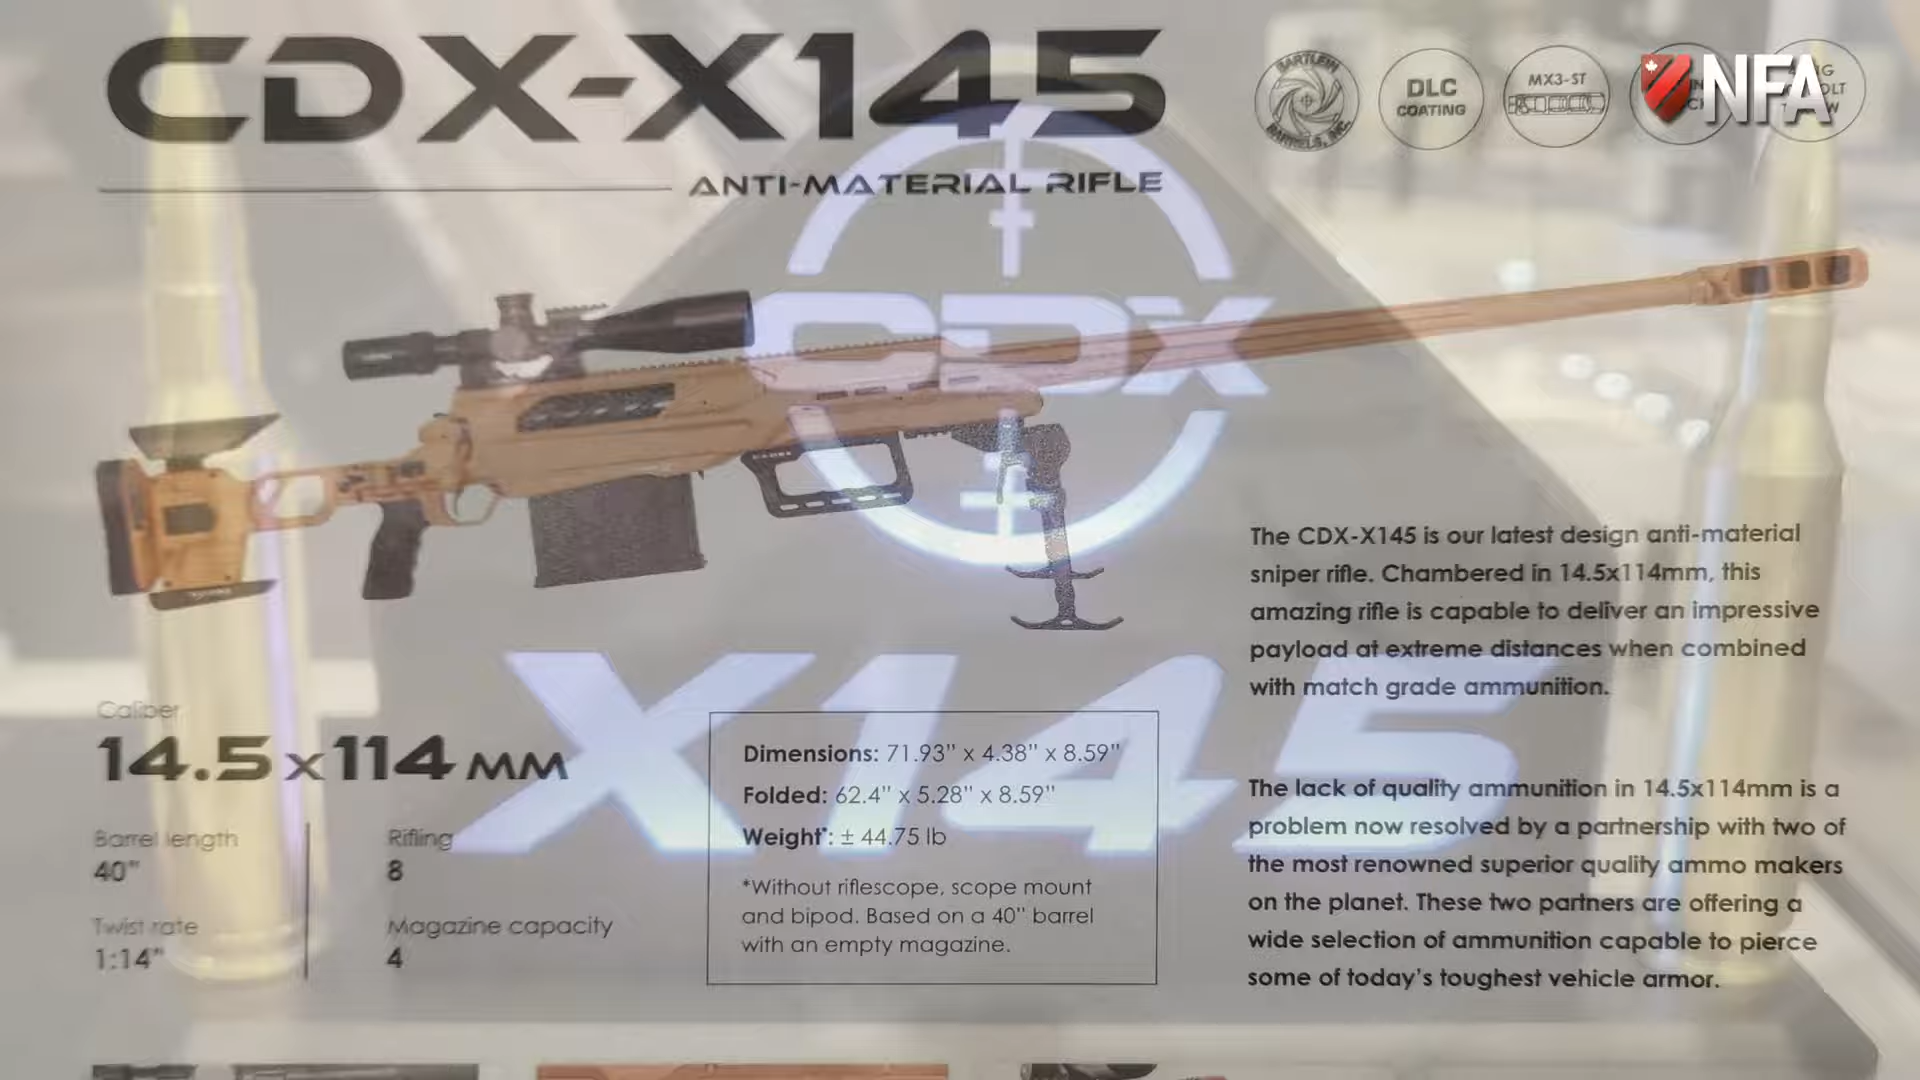 CDX-X145
ANTI-MATERIAL RIFLE
BARTLEIN
BARRELS, INC.
DLC
COATING
MX3-ST
NFA
CDX
X145
The CDX-X145 is our latest design anti-material
sniper rifle. Chambered in 14.5x114mm, this
amazing rifle is capable to deliver an impressive
payload at extreme distances when combined
with match grade ammunition.
Caliber
14.5x114 MM
Barrel length
40"
Rifling
8
Twist rate
1:14"
Magazine capacity
4
Dimensions: 71.93" x 4.38" x 8.59"
Folded: 62.4" x 5.28" x 8.59"
Weight*: ± 44.75 lb
*Without riflescope, scope mount
and bipod. Based on a 40" barrel
with an empty magazine.
The lack of quality ammunition in 14.5x114mm is a
problem now resolved by a partnership with two of
the most renowned superior quality ammo makers
on the planet. These two partners are offering a
wide selection of ammunition capable to pierce
some of today's toughest vehicle armor.